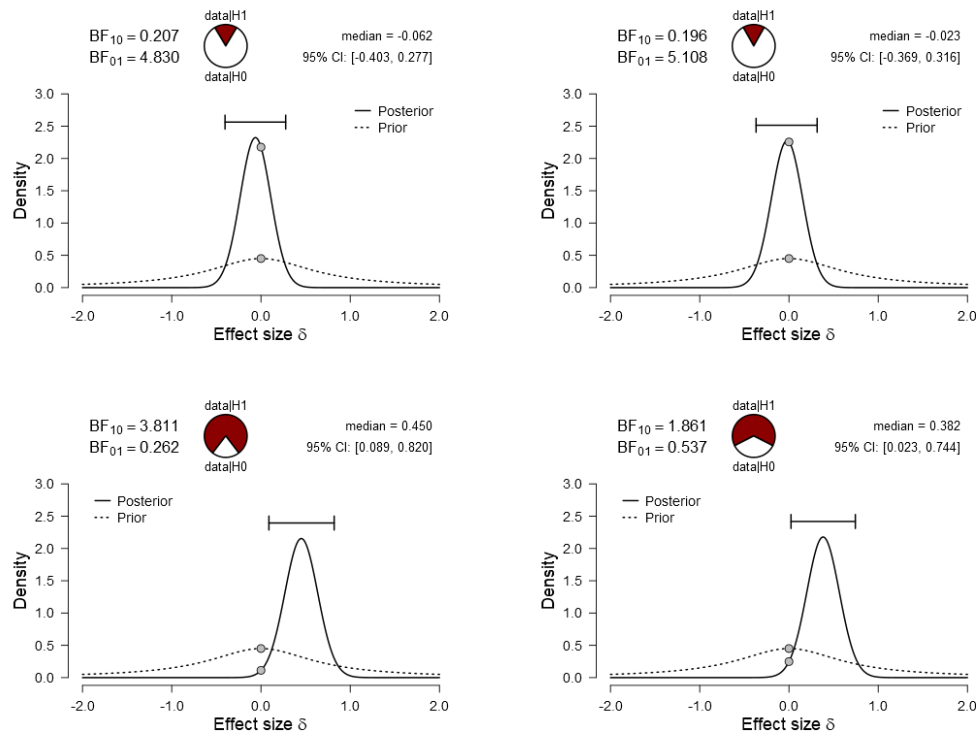 data|H1
BF10 = 0.207
BF01 = 4.830
data|H0
median = -0.062
95% CI: [-0.403, 0.277]
Posterior
Prior
3.0
2.5
2.0
1.5
1.0
0.5
0.0
Density
-2.0 -1.0 0.0 1.0 2.0
Effect size δ
data|H1
BF10 = 0.196
BF01 = 5.108
data|H0
median = -0.023
95% CI: [-0.369, 0.316]
Posterior
Prior
3.0
2.5
2.0
1.5
1.0
0.5
0.0
Density
-2.0 -1.0 0.0 1.0 2.0
Effect size δ
data|H1
BF10 = 3.811
BF01 = 0.262
data|H0
median = 0.450
95% CI: [0.089, 0.820]
Posterior
Prior
3.0
2.5
2.0
1.5
1.0
0.5
0.0
Density
-2.0 -1.0 0.0 1.0 2.0
Effect size δ
data|H1
BF10 = 1.861
BF01 = 0.537
data|H0
median = 0.382
95% CI: [0.023, 0.744]
Posterior
Prior
3.0
2.5
2.0
1.5
1.0
0.5
0.0
Density
-2.0 -1.0 0.0 1.0 2.0
Effect size δ